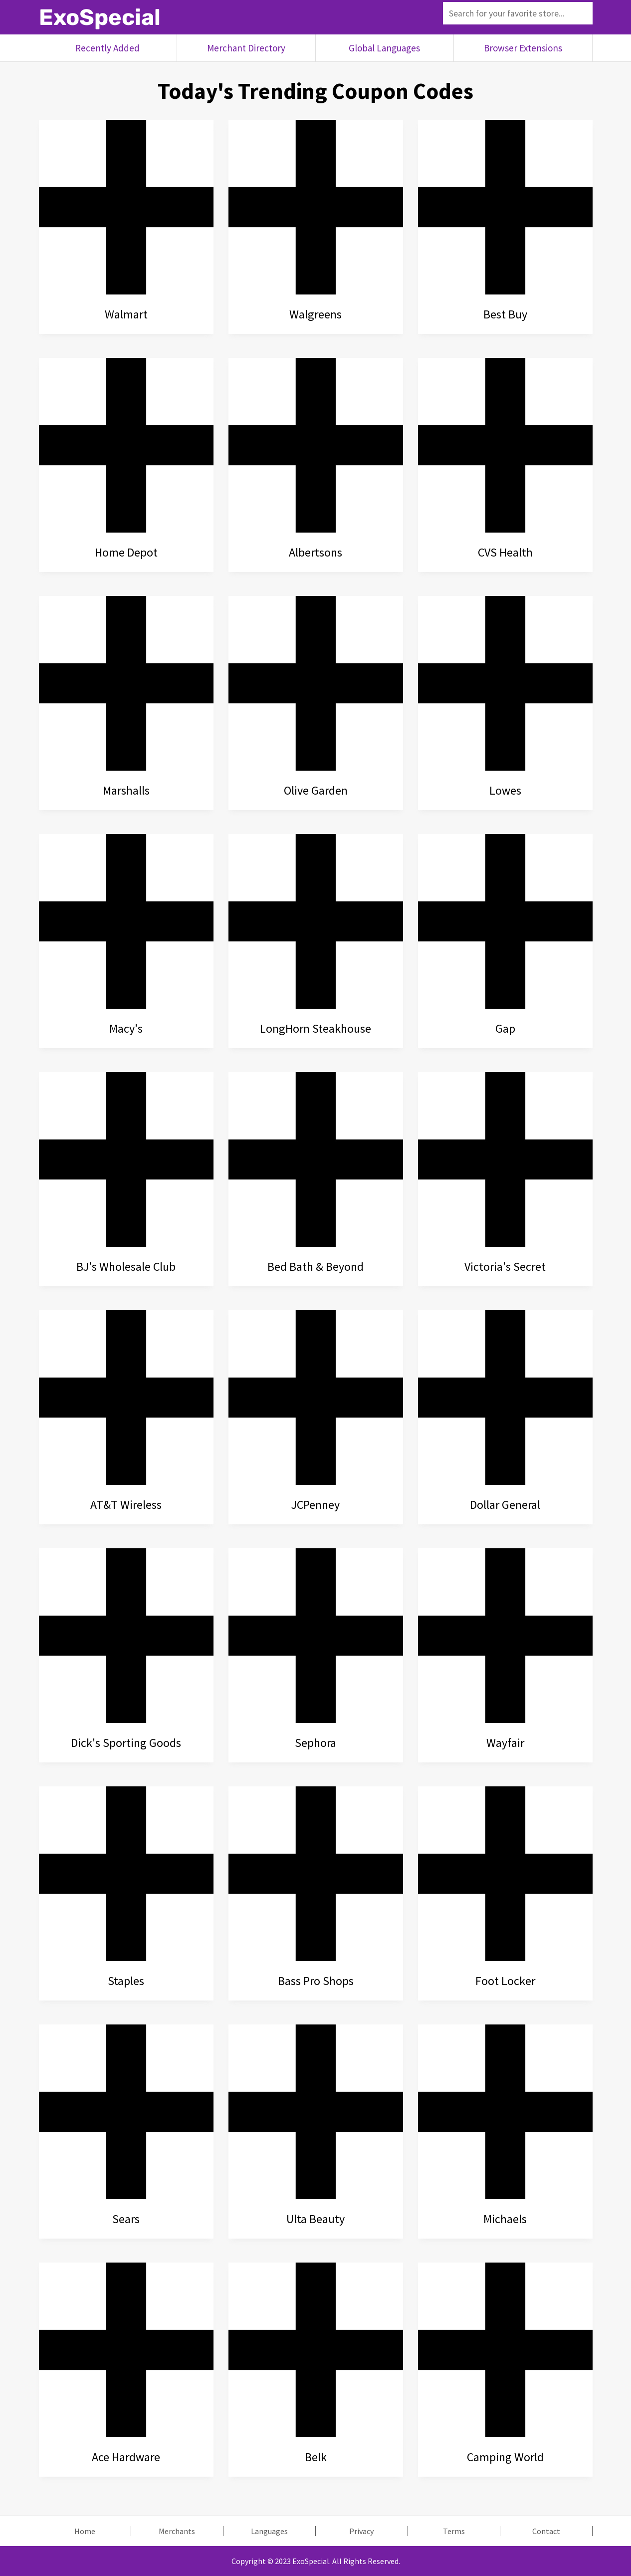 ExoSpecial
Search for your favorite store...
Recently Added
Merchant Directory
Global Languages
Browser Extensions
Today's Trending Coupon Codes
Walmart
Walgreens
Best Buy
Home Depot
Albertsons
CVS Health
Marshalls
Olive Garden
Lowes
Macy's
LongHorn Steakhouse
Gap
BJ's Wholesale Club
Bed Bath & Beyond
Victoria's Secret
AT&T Wireless
JCPenney
Dollar General
Dick's Sporting Goods
Sephora
Wayfair
Staples
Bass Pro Shops
Foot Locker
Sears
Ulta Beauty
Michaels
Ace Hardware
Belk
Camping World
Home
Merchants
Languages
Privacy
Terms
Contact
Copyright © 2023 ExoSpecial. All Rights Reserved.